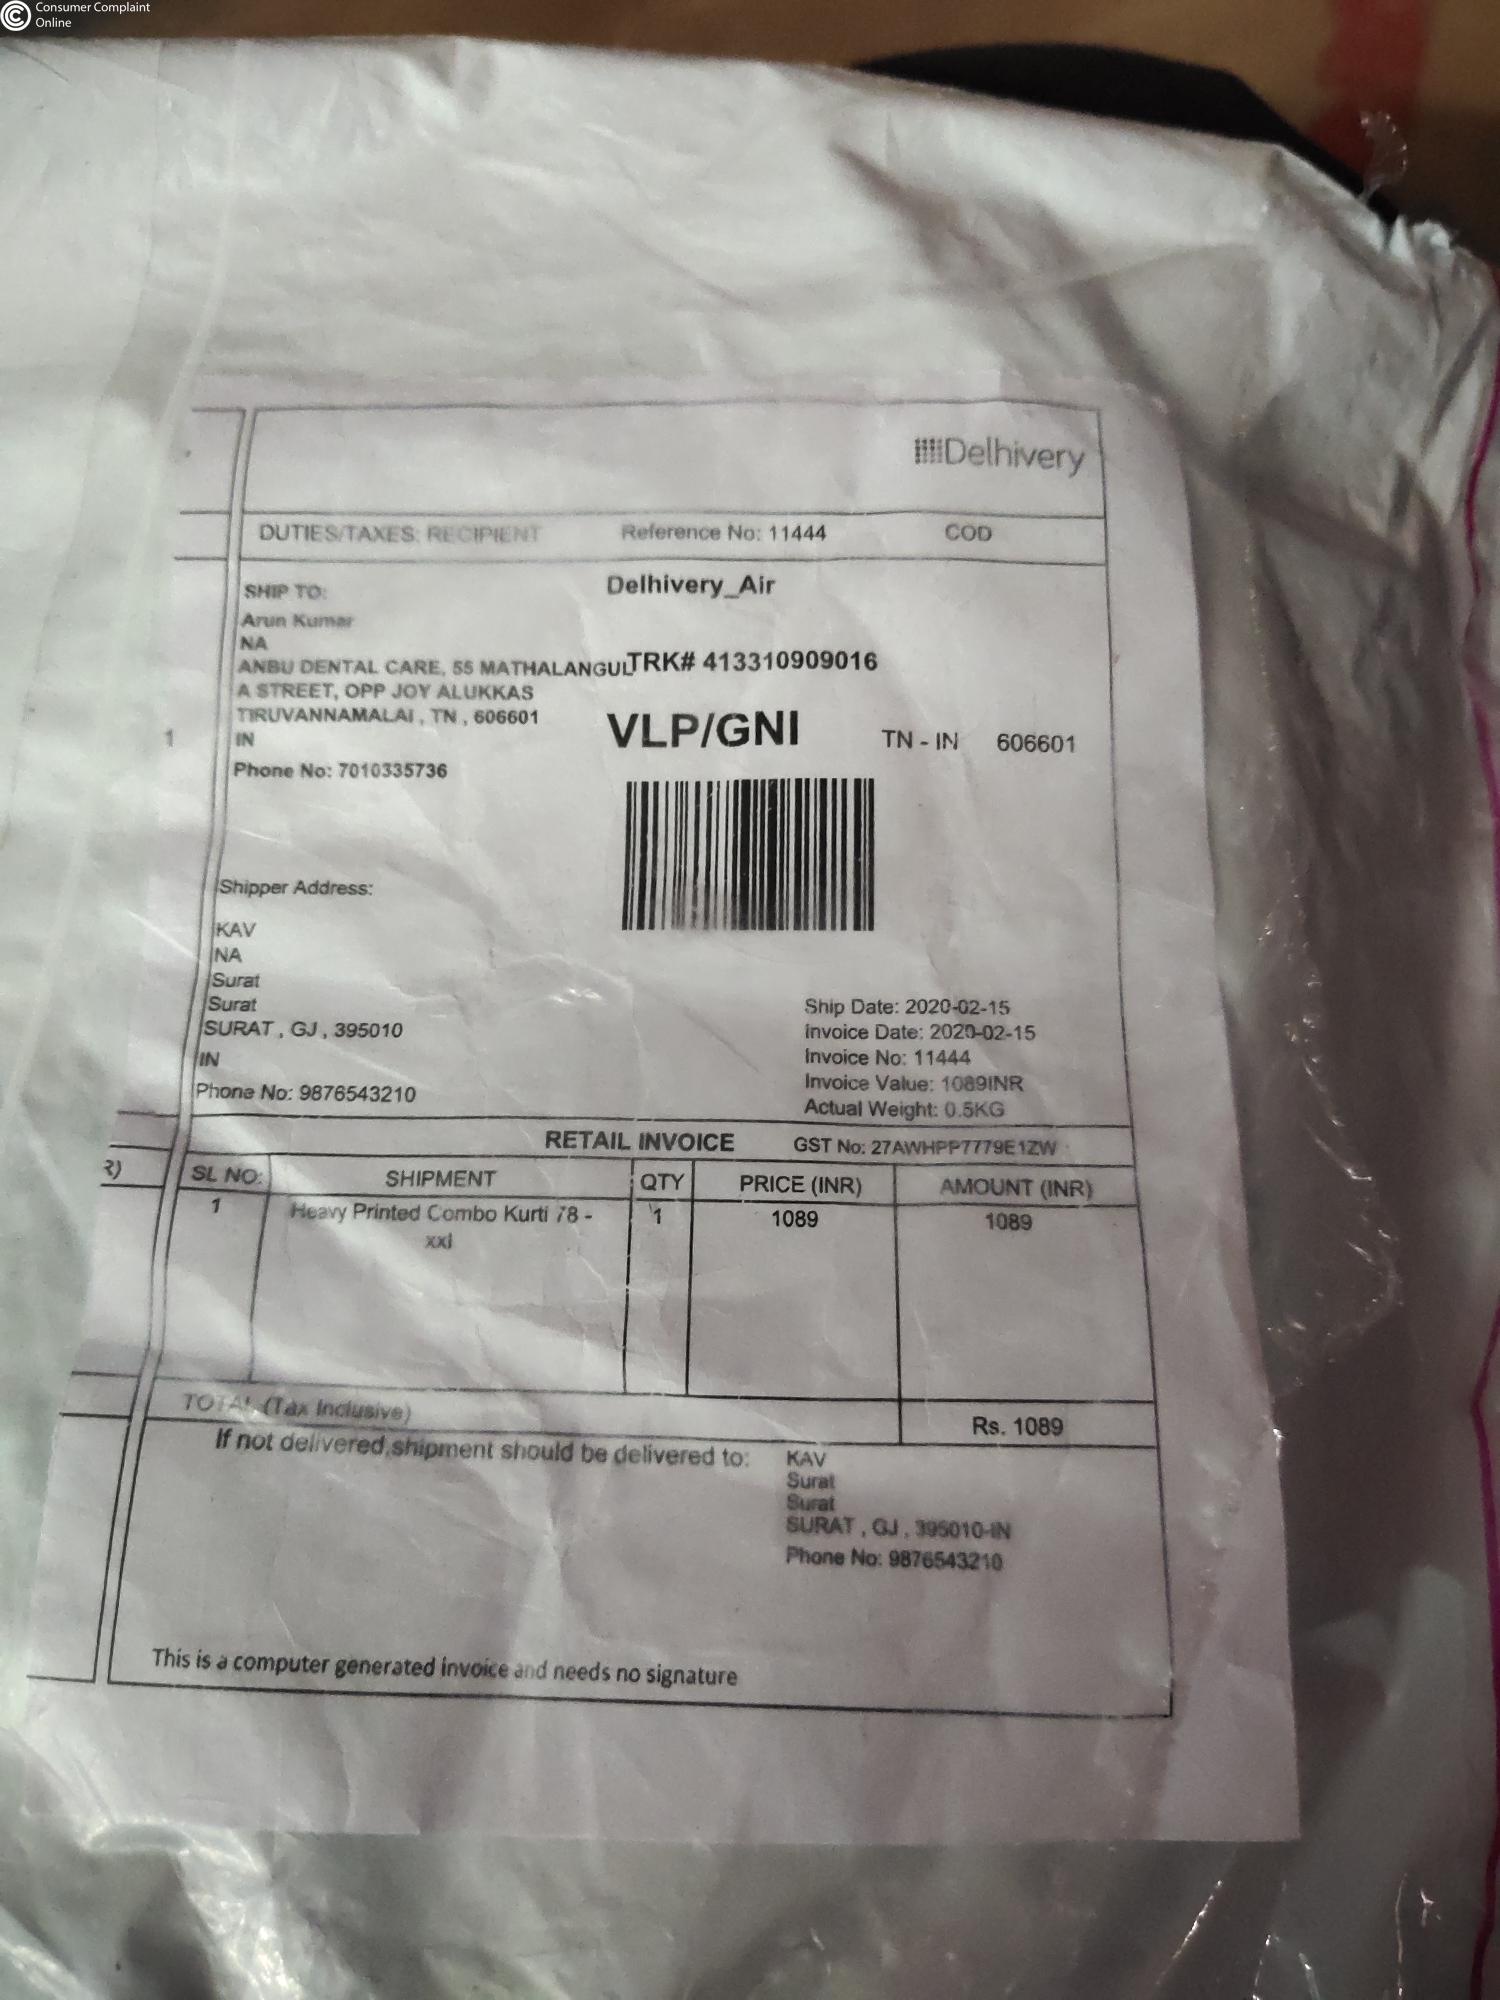 Consumer Complaint
Online
Delhivery
DUTIES/TAXES: RECIPIENT Reference No: 11444 COD
SHIP TO: Delhivery_Air
Arun Kumar
NA
ANBU DENTAL CARE, 55 MATHALANGUL TRK# 413310909016
A STREET, OPP JOY ALUKKAS
TIRUVANNAMALAI , TN , 606601 VLP/GNI TN - IN 606601
1 IN
Phone No: 7010335736
Shipper Address:
KAV
NA
Surat
Surat
SURAT , GJ , 395010
IN
Phone No: 9876543210
Ship Date: 2020-02-15
Invoice Date: 2020-02-15
Invoice No: 11444
Invoice Value: 1089INR
Actual Weight: 0.5KG
RETAIL INVOICE GST No: 27AWHPP7779E1ZW
R) SL NO: SHIPMENT QTY PRICE (INR) AMOUNT (INR)
1 Heavy Printed Combo Kurti 78 - 1 1089 1089
xxl
TOTAL (Tax Inclusive) Rs. 1089
If not delivered,shipment should be delivered to: KAV
Surat
Surat
SURAT , GJ , 395010-IN
Phone No: 9876543210
This is a computer generated invoice and needs no signature